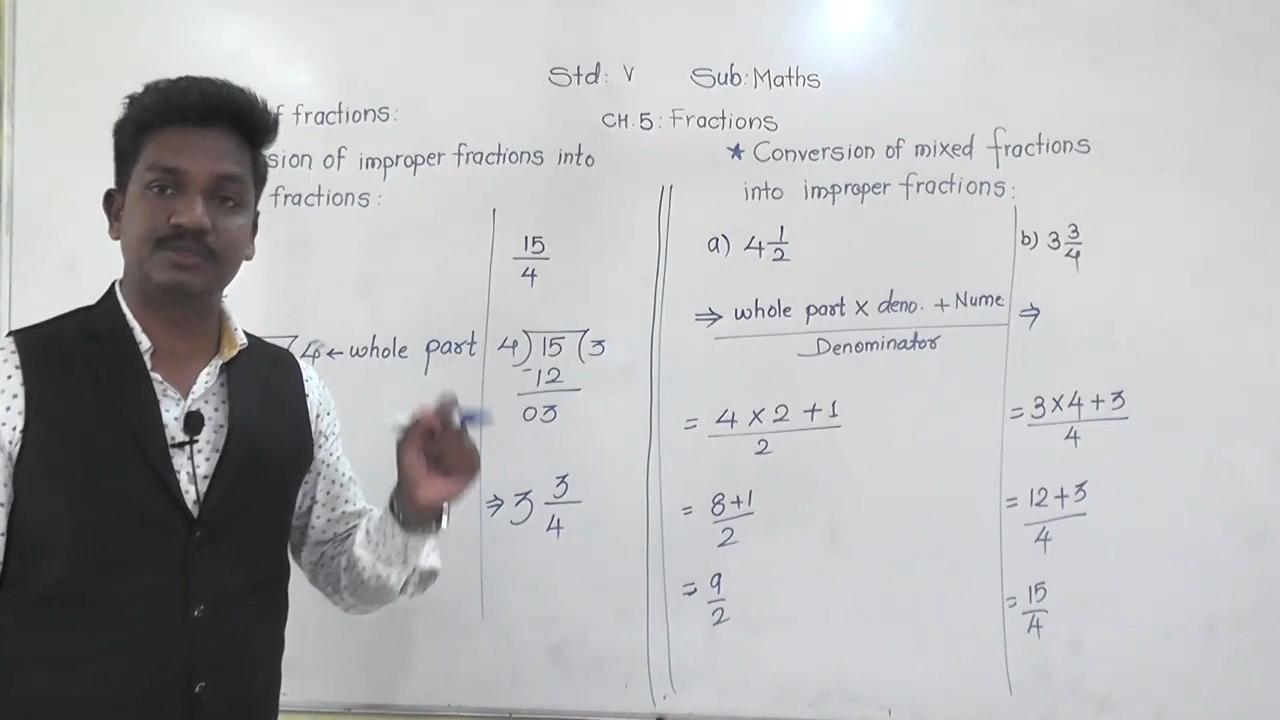 Std: V Sub: Maths
CH.5: Fractions
f fractions:
sion of improper fractions into
fractions:
15
4
4 ← whole part
4) 15 (3
-12
03
⇒ 3 3/4
★ Conversion of mixed fractions
into improper fractions:
a) 4 1/2
⇒ whole part × deno. + Nume
Denominator
= 4 × 2 + 1
2
= 8+1
2
= 9
2
b) 3 3/4
⇒
= 3×4+3
4
= 12+3
4
= 15
4